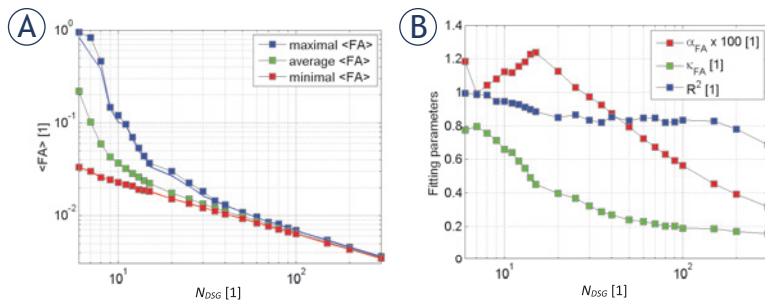 A
10⁰
10⁻¹
10⁻²
<FA> [1]
maximal <FA>
average <FA>
minimal <FA>
10¹
10²
N_DSG [1]
B
1.4
1.2
1
0.8
0.6
0.4
0.2
0
Fitting parameters
α_FA x 100 [1]
κ_FA [1]
R² [1]
10¹
10²
N_DSG [1]